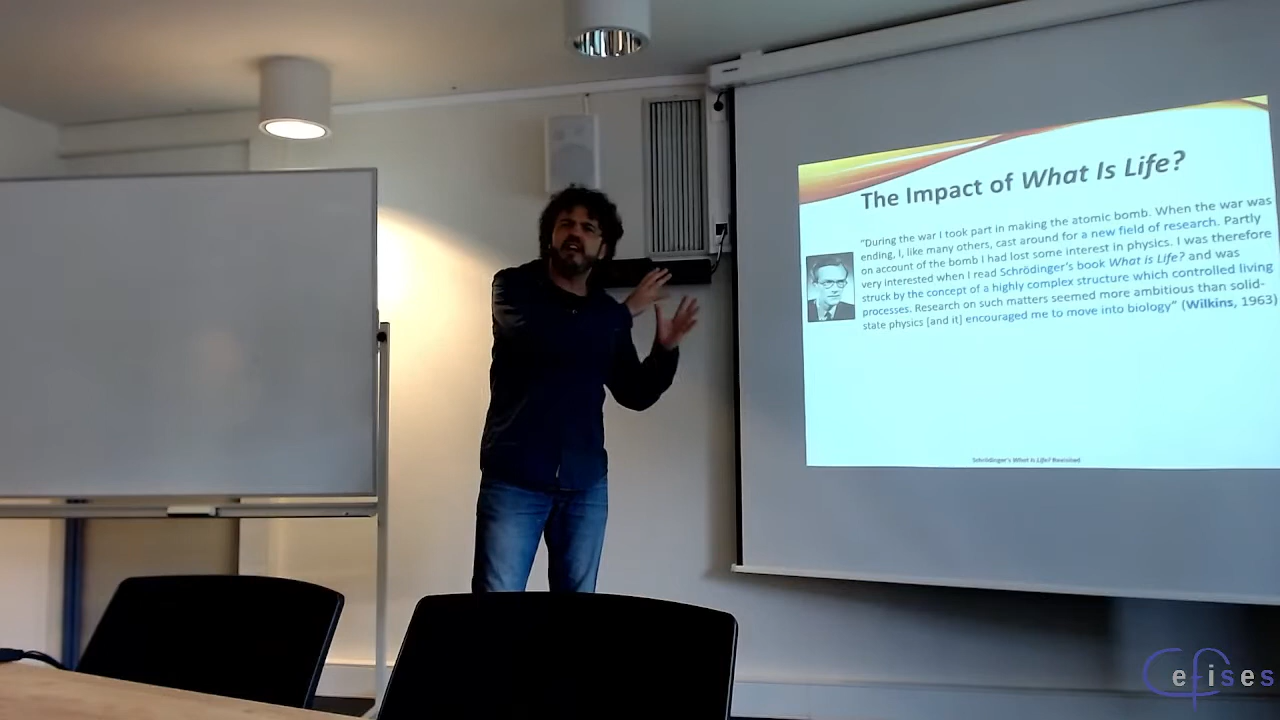 The Impact of What Is Life?
“During the war I took part in making the atomic bomb. When the war was
ending, I, like many others, cast around for a new field of research. Partly
on account of the bomb I had lost some interest in physics. I was therefore
very interested when I read Schrödinger's book What is Life? and was
struck by the concept of a highly complex structure which controlled living
processes. Research on such matters seemed more ambitious than solid-
state physics [and it] encouraged me to move into biology” (Wilkins, 1963)
Schrödinger's What Is Life? Revisited
Cefises